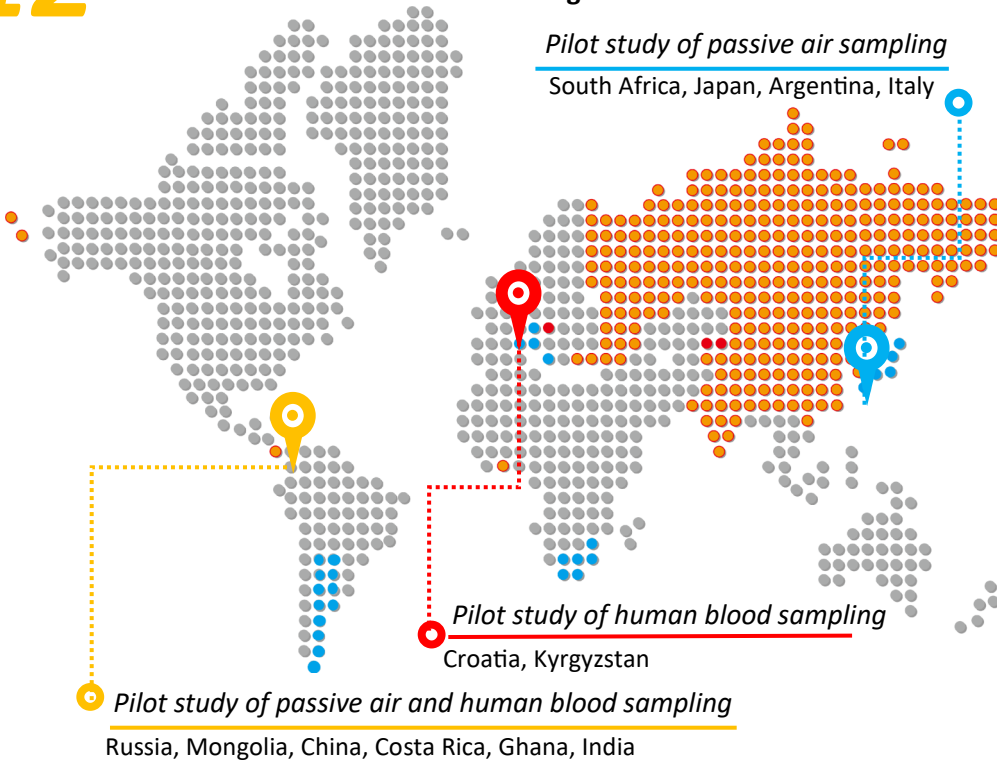 Pilot study of passive air sampling
South Africa, Japan, Argentina, Italy
Pilot study of human blood sampling
Croatia, Kyrgyzstan
Pilot study of passive air and human blood sampling
Russia, Mongolia, China, Costa Rica, Ghana, India